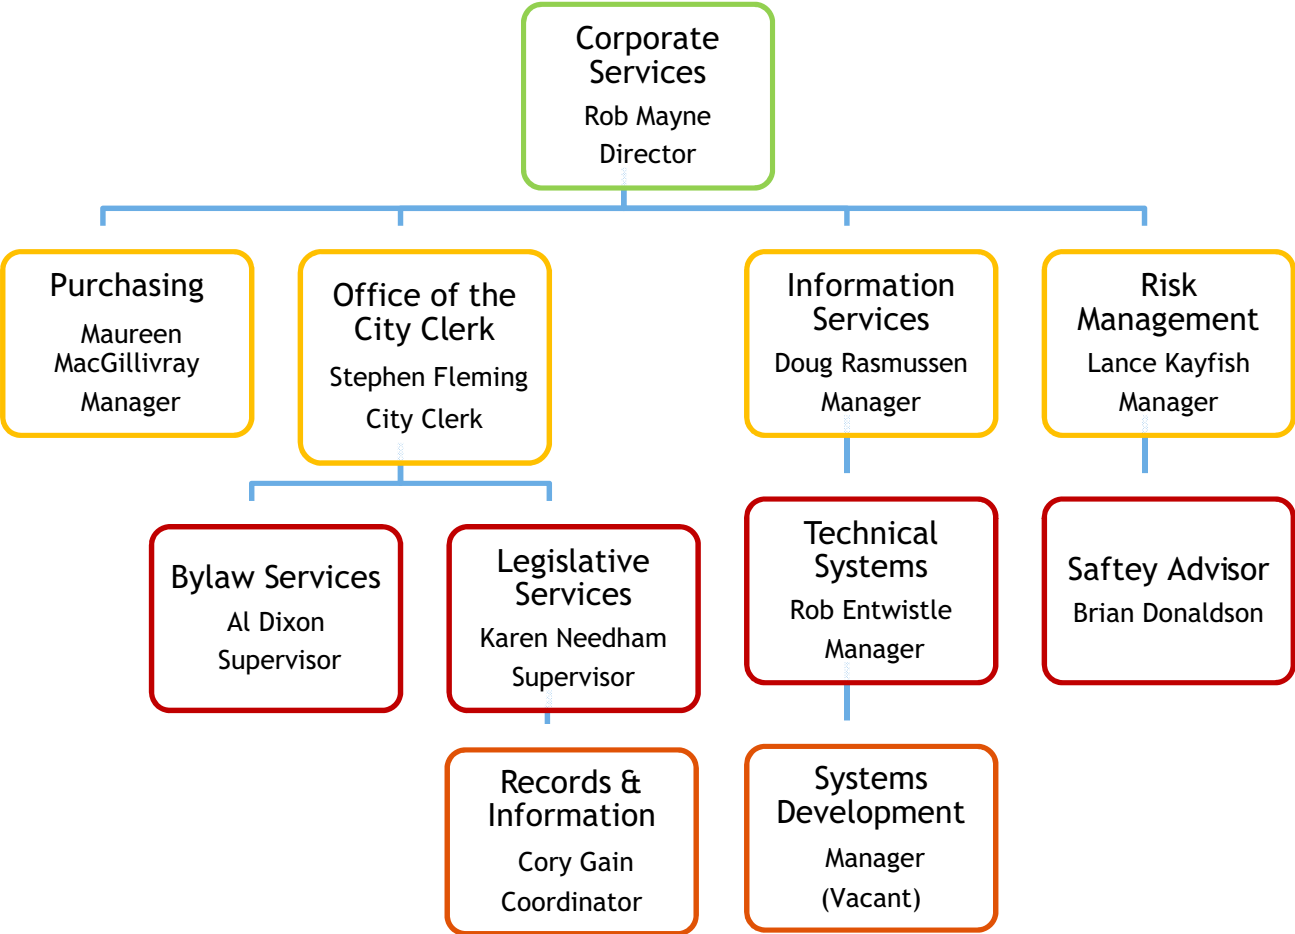 Corporate
Services
Rob Mayne
Director
Purchasing
Maureen
MacGillivray
Manager
Office of the
City Clerk
Stephen Fleming
City Clerk
Information
Services
Doug Rasmussen
Manager
Risk
Management
Lance Kayfish
Manager
Bylaw Services
Al Dixon
Supervisor
Legislative
Services
Karen Needham
Supervisor
Technical
Systems
Rob Entwistle
Manager
Saftey Advisor
Brian Donaldson
Records &
Information
Cory Gain
Coordinator
Systems
Development
Manager
(Vacant)